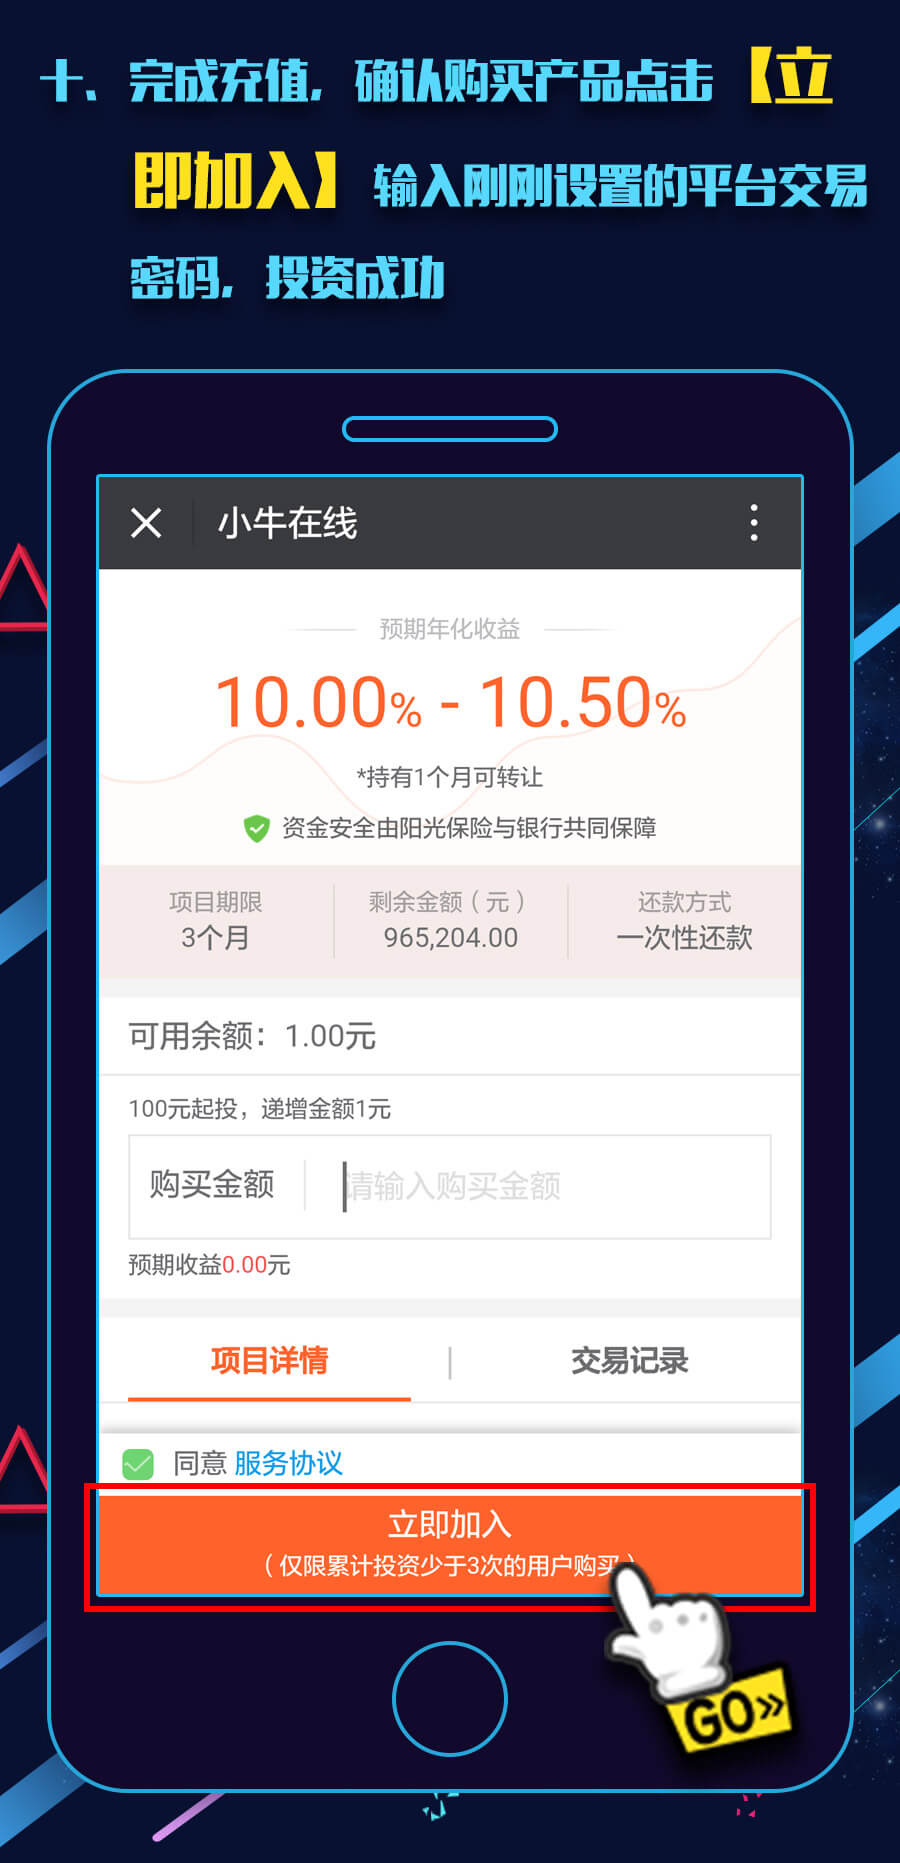 十、完成充值，确认购买产品点击【立
即加入】输入刚刚设置的平台交易
密码，投资成功
小牛在线
预期年化收益
10.00% - 10.50%
*持有1个月可转让
资金安全由阳光保险与银行共同保障
项目期限 剩余金额（元） 还款方式
3个月 965,204.00 一次性还款
可用余额：1.00元
100元起投，递增金额1元
购买金额 请输入购买金额
预期收益0.00元
项目详情 | 交易记录
同意 服务协议
立即加入
（仅限累计投资少于3次的用户购买）
GO»